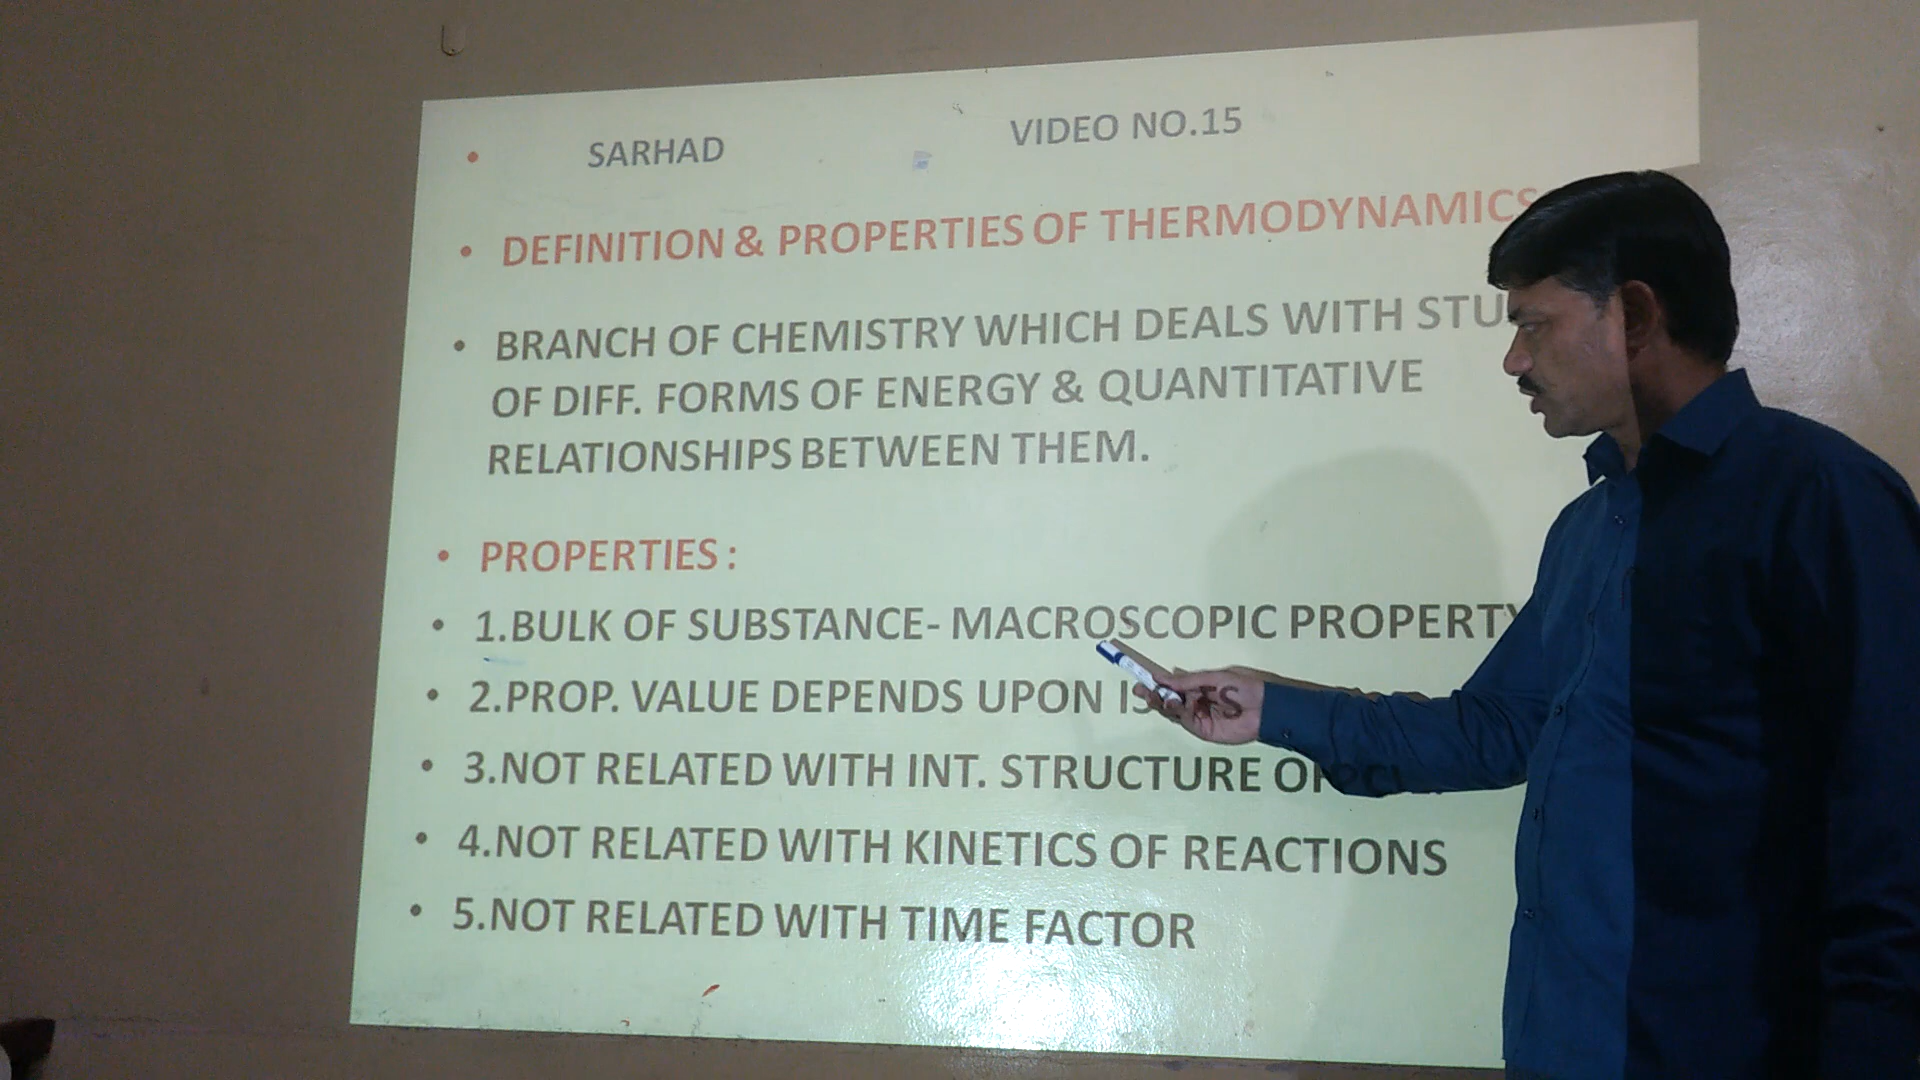 SARHAD VIDEO NO.15
DEFINITION & PROPERTIES OF THERMODYNAMICS
BRANCH OF CHEMISTRY WHICH DEALS WITH
OF DIFF. FORMS OF ENERGY & QUANTITATIVE
RELATIONSHIPS BETWEEN THEM.
PROPERTIES :
1.BULK OF SUBSTANCE- MACROSCOPIC PROPERTY
2.PROP. VALUE DEPENDS UPON
3.NOT RELATED WITH INT. STRUCTURE
4.NOT RELATED WITH KINETICS OF REACTIONS
5.NOT RELATED WITH TIME FACTOR